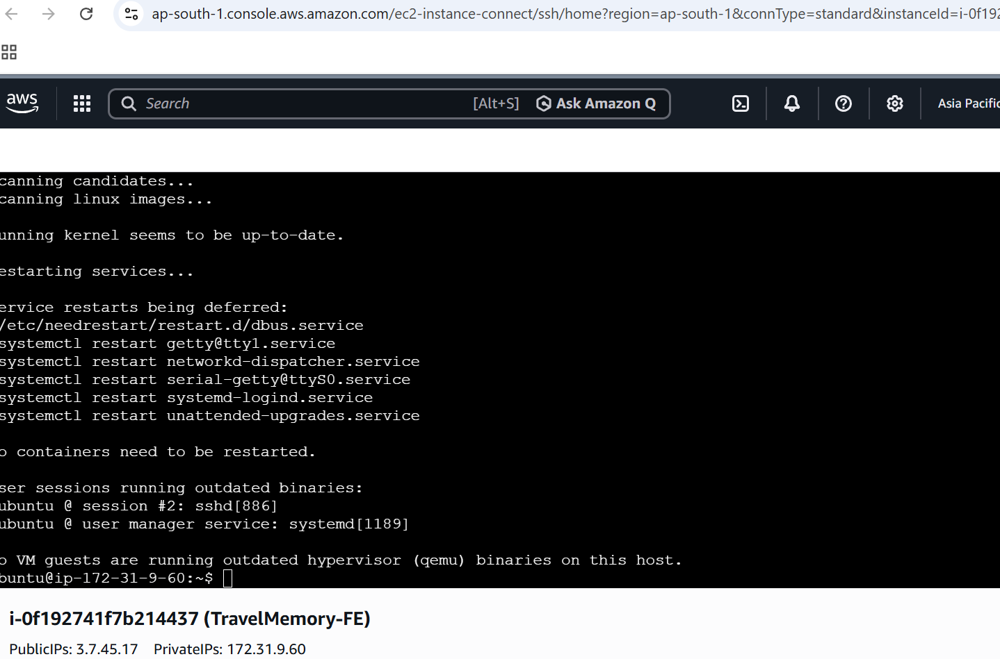 ap-south-1.console.aws.amazon.com/ec2-instance-connect/ssh/home?region=ap-south-1&connType=standard&instanceId=i-0f192
aws
Search [Alt+S] Ask Amazon Q
Asia Pacific
canning candidates...
canning linux images...
unning kernel seems to be up-to-date.
estarting services...
ervice restarts being deferred:
/etc/needrestart/restart.d/dbus.service
systemctl restart getty@tty1.service
systemctl restart networkd-dispatcher.service
systemctl restart serial-getty@ttyS0.service
systemctl restart systemd-logind.service
systemctl restart unattended-upgrades.service
o containers need to be restarted.
ser sessions running outdated binaries:
ubuntu @ session #2: sshd[886]
ubuntu @ user manager service: systemd[1189]
o VM guests are running outdated hypervisor (qemu) binaries on this host.
buntu@ip-172-31-9-60:~$
i-0f192741f7b214437 (TravelMemory-FE)
PublicIPs: 3.7.45.17 PrivateIPs: 172.31.9.60